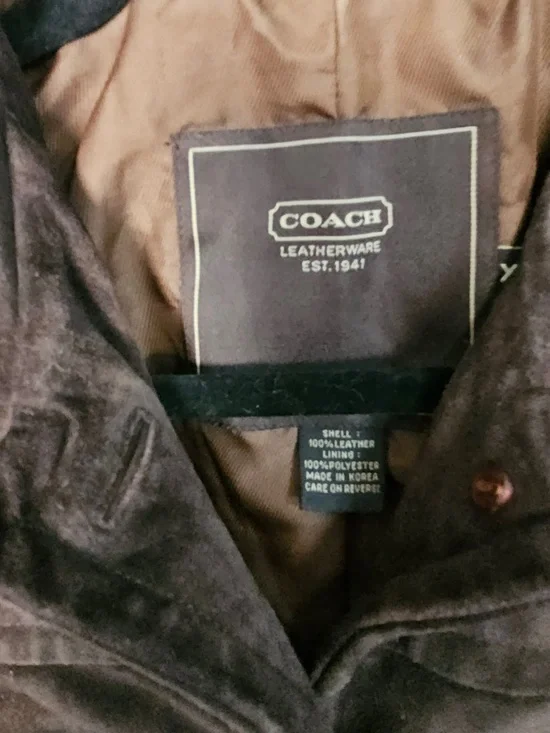 COACH
LEATHERWARE
EST.1941
Y
SHELL :
100%LEATHER
LINING :
100%POLYESTER
MADE IN KOREA
CARE ON REVERSE